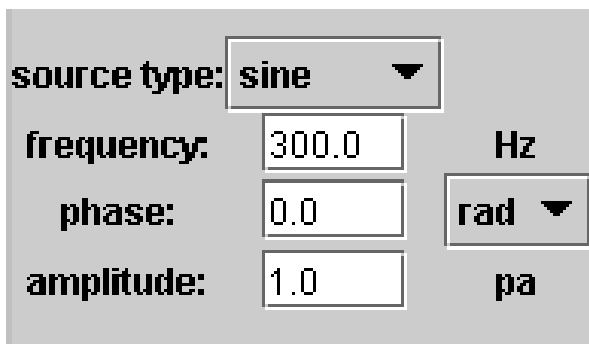 source type: sine
frequency: 300.0 Hz
phase: 0.0 rad
amplitude: 1.0 pa